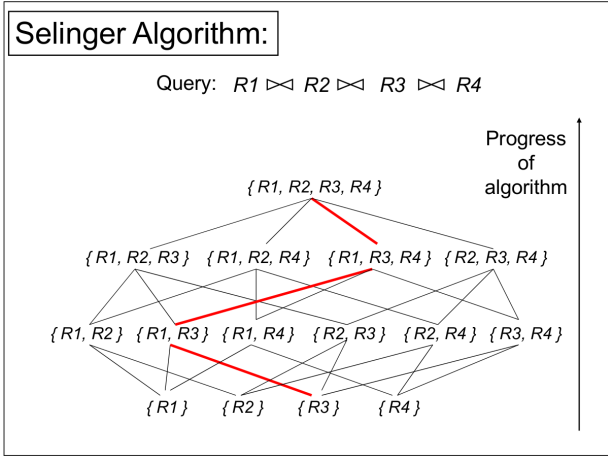 Selinger Algorithm:
Query: R1 ⋈ R2 ⋈ R3 ⋈ R4
Progress
of
algorithm
{ R1, R2, R3, R4 }
{ R1, R2, R3 } { R1, R2, R4 } { R1, R3, R4 } { R2, R3, R4 }
{ R1, R2 } { R1, R3 } { R1, R4 } { R2, R3 } { R2, R4 } { R3, R4 }
{ R1 } { R2 } { R3 } { R4 }